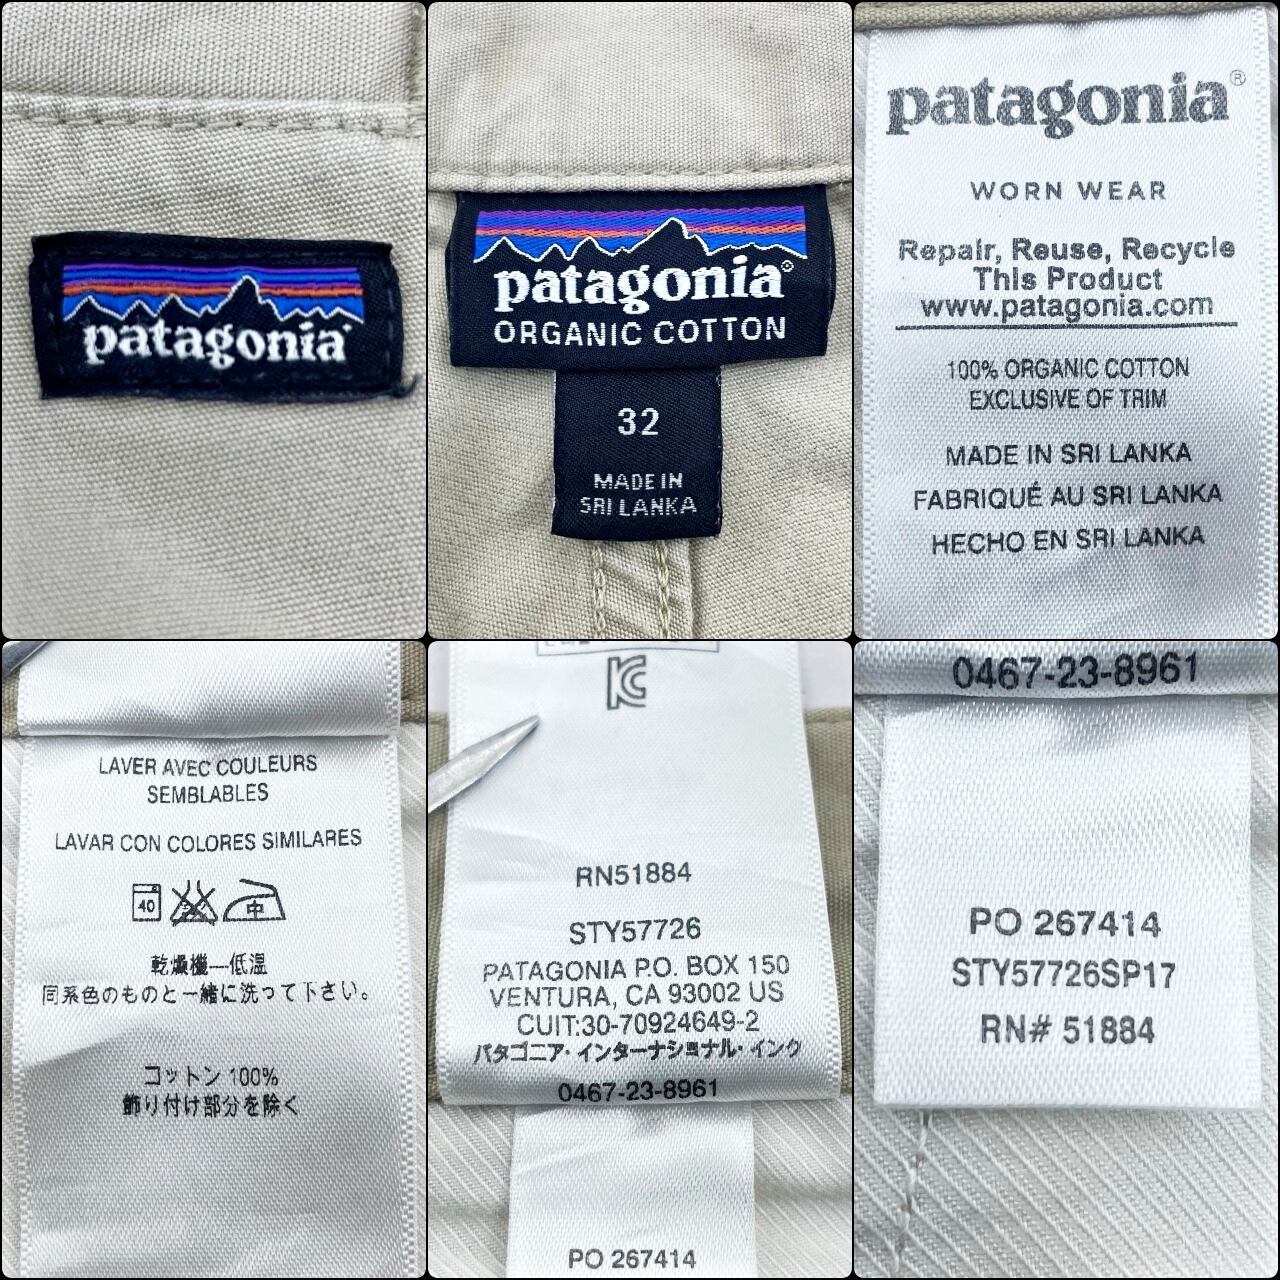 patagonia
patagonia®
ORGANIC COTTON
32
MADE IN
SRI LANKA
patagonia®
WORN WEAR
Repair, Reuse, Recycle
This Product
www.patagonia.com
100% ORGANIC COTTON
EXCLUSIVE OF TRIM
MADE IN SRI LANKA
FABRIQUÉ AU SRI LANKA
HECHO EN SRI LANKA
LAVER AVEC COULEURS
SEMBLABLES
LAVAR CON COLORES SIMILARES
40 中
乾燥機—低温
同系色のものと一緒に洗って下さい。
コットン 100%
飾り付け部分を除く
RN51884
STY57726
PATAGONIA P.O. BOX 150
VENTURA, CA 93002 US
CUIT:30-70924649-2
パタゴニア・インターナショナル・インク
0467-23-8961
PO 267414
0467-23-8961
PO 267414
STY57726SP17
RN# 51884